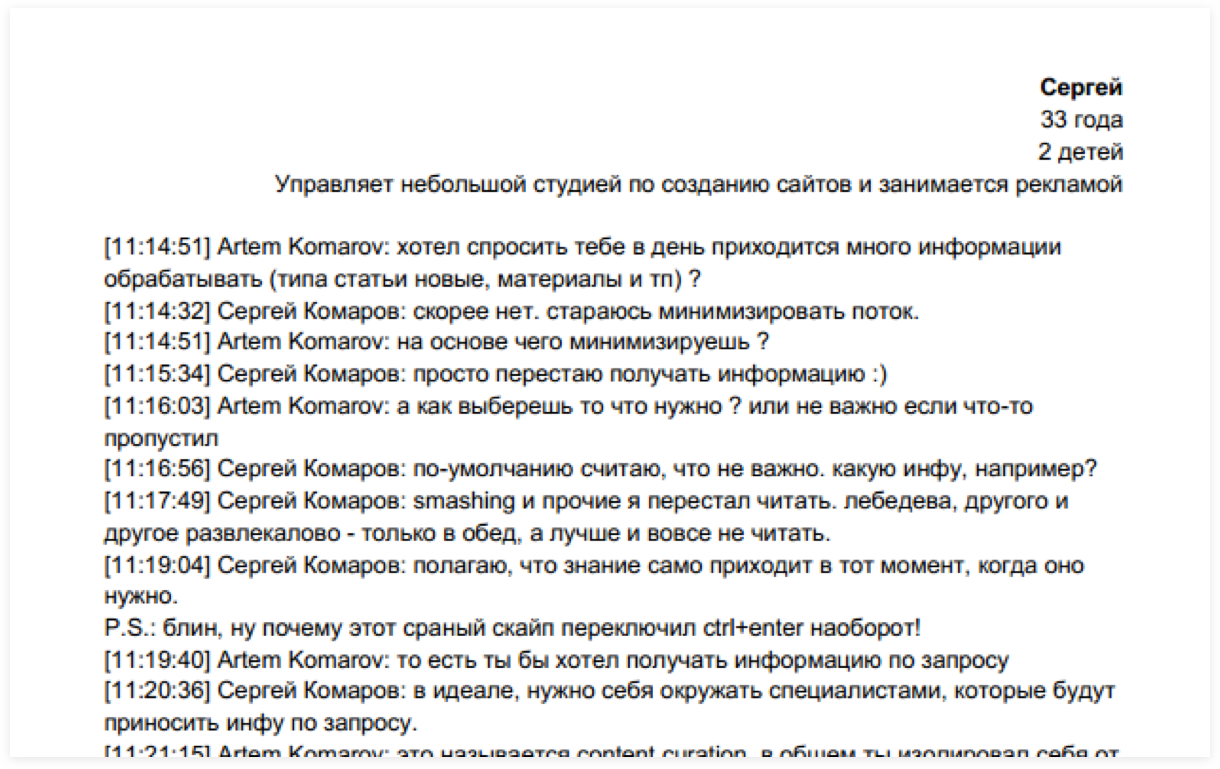 Сергей
33 года
2 детей
Управляет небольшой студией по созданию сайтов и занимается рекламой
[11:14:51] Artem Komarov: хотел спросить тебе в день приходится много информации
обрабатывать (типа статьи новые, материалы и тп) ?
[11:14:32] Сергей Комаров: скорее нет. стараюсь минимизировать поток.
[11:14:51] Artem Komarov: на основе чего минимизируешь ?
[11:15:34] Сергей Комаров: просто перестаю получать информацию :)
[11:16:03] Artem Komarov: а как выберешь то что нужно ? или не важно если что-то
пропустил
[11:16:56] Сергей Комаров: по-умолчанию считаю, что не важно. какую инфу, например?
[11:17:49] Сергей Комаров: smashing и прочие я перестал читать. лебедева, другого и
другое развлекалово - только в обед, а лучше и вовсе не читать.
[11:19:04] Сергей Комаров: полагаю, что знание само приходит в тот момент, когда оно
нужно.
P.S.: блин, ну почему этот сраный скайп переключил ctrl+enter наоборот!
[11:19:40] Artem Komarov: то есть ты бы хотел получать информацию по запросу
[11:20:36] Сергей Комаров: в идеале, нужно себя окружать специалистами, которые будут
приносить инфу по запросу.
[11:21:15] Artem Komarov: это называется content curation. в общем ты изолировал себя от